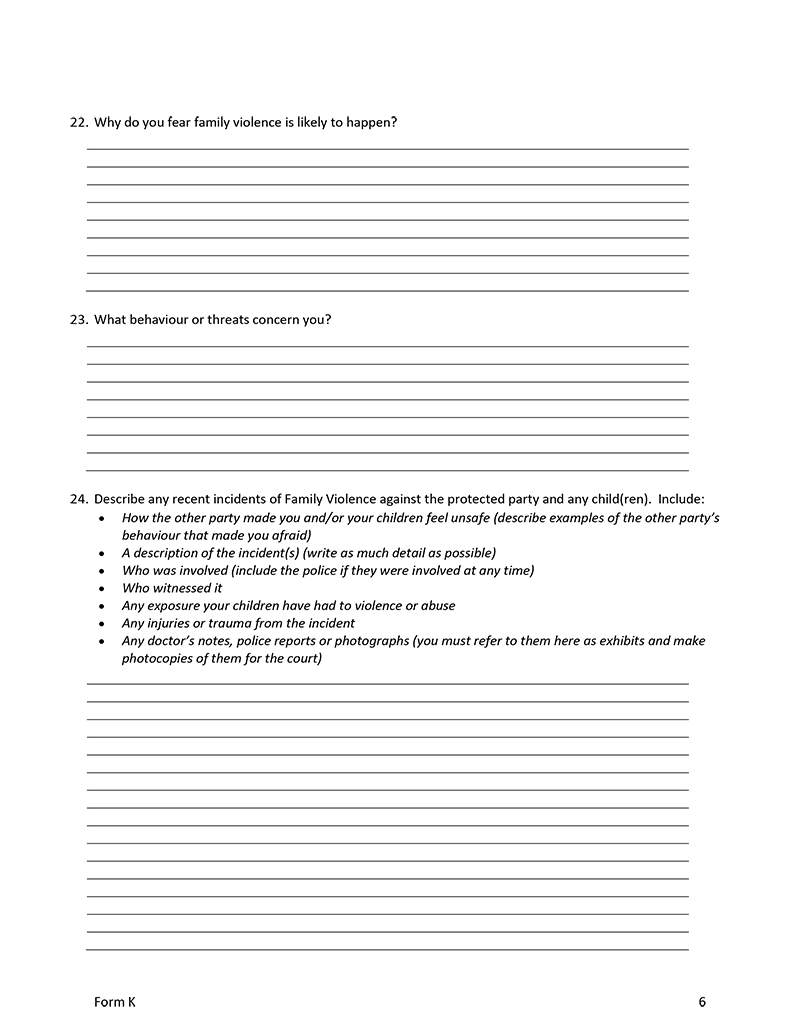 22. Why do you fear family violence is likely to happen?
23. What behaviour or threats concern you?
24. Describe any recent incidents of Family Violence against the protected party and any child(ren).  Include:
• How the other party made you and/or your children feel unsafe (describe examples of the other party's
behaviour that made you afraid)
• A description of the incident(s) (write as much detail as possible)
• Who was involved (include the police if they were involved at any time)
• Who witnessed it
• Any exposure your children have had to violence or abuse
• Any injuries or trauma from the incident
• Any doctor's notes, police reports or photographs (you must refer to them here as exhibits and make
photocopies of them for the court)
Form K 6